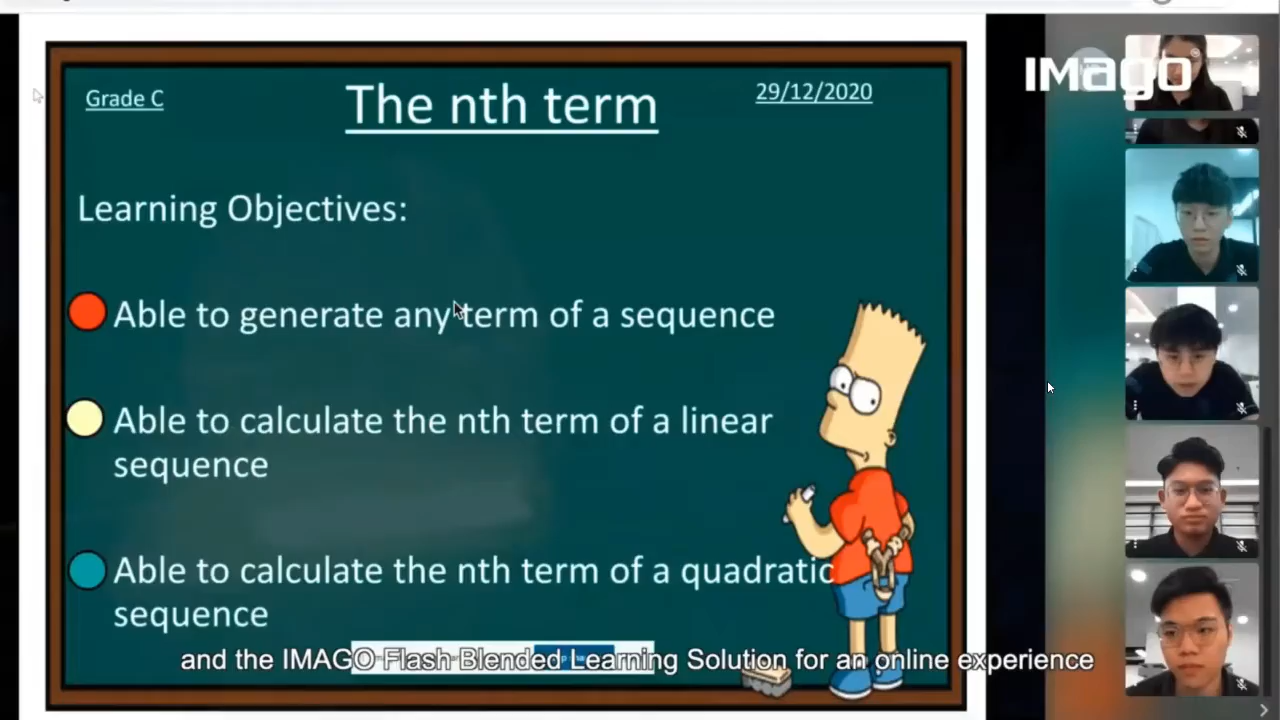 Grade C
The nth term
29/12/2020
IMago
Learning Objectives:
Able to generate any term of a sequence
Able to calculate the nth term of a linear
sequence
Able to calculate the nth term of a quadratic
sequence
and the IMAGO Flash Blended Learning Solution for an online experience